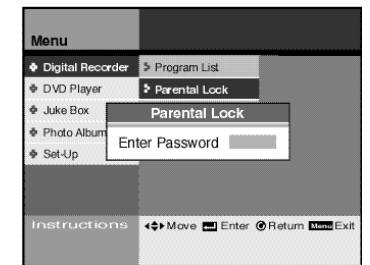 Menu
Digital Recorder
Program List
DVD Player
Parental Lock
Juke Box
Parental Lock
Photo Album
Enter Password
Set-Up
Instructions
Move Enter Return Menu Exit